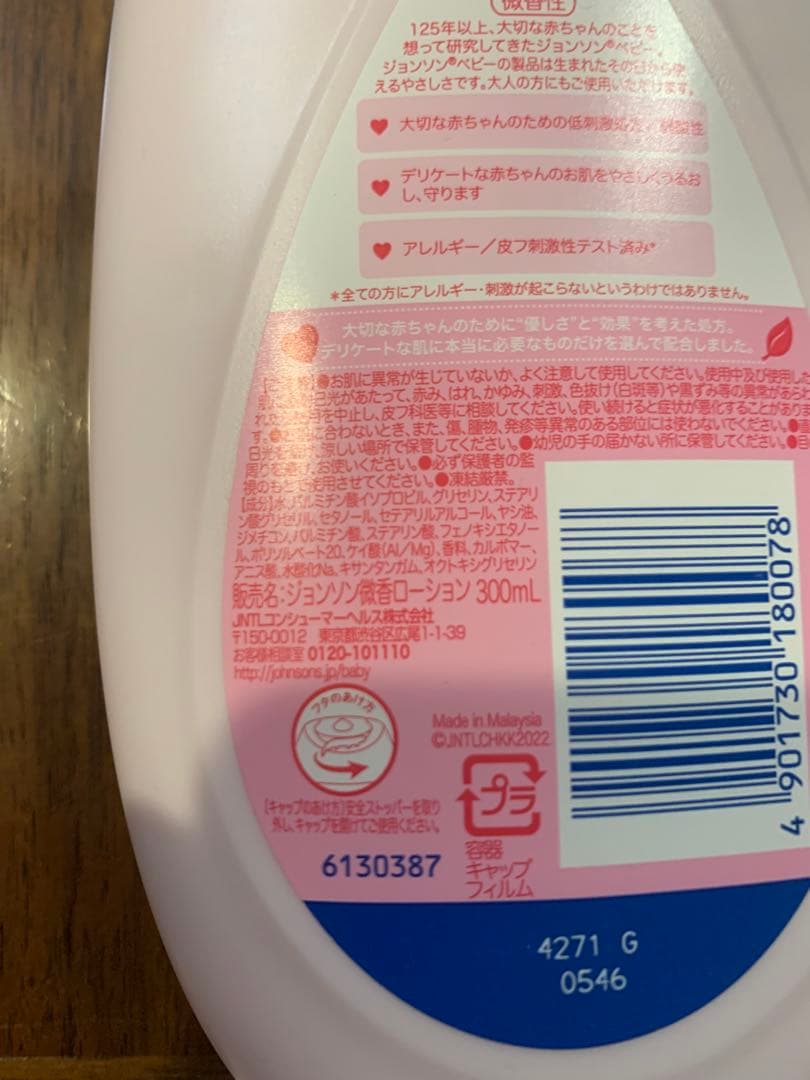 微香性
125年以上、大切な赤ちゃんのことを
想って研究してきたジョンソン®ベビー。
ジョンソン®ベビーの製品は生まれたその日から使
えるやさしさです。大人の方にもご使用いただけます。
大切な赤ちゃんのための低刺激処方／弱酸性
デリケートな赤ちゃんのお肌をやさしくうるお
し、守ります
アレルギー／皮フ刺激性テスト済み*
*全ての方にアレルギー・刺激が起こらないというわけではありません。
大切な赤ちゃんのために“優しさ”と“効果”を考えた処方。
デリケートな肌に本当に必要なものだけを選んで配合しました。
●お肌に異常が生じていないか、よく注意して使用してください。使用中及び使用した
日光があたって、赤み、はれ、かゆみ、刺激、色抜け(白斑等)や黒ずみ等の異常があら
を中止し、皮フ科医等に相談してください。使い続けると症状が悪化することがあ
す。●お肌に合わないとき、また、傷、腫物、発疹等異常のある部位には使わないでください。●
日光を 涼しい場所で保管してください。●幼児の手の届かない所に保管してください。●
周りを お使いください。●必ず保護者の監
視のもと 使用させてください。●凍結厳禁。
[成分]水、パルミチン酸イソプロピル、グリセリン、ステアリ
ン酸グリセリル、セタノール、セテアリルアルコール、ヤシ油、
ジメチコン、パルミチン酸、ステアリン酸、フェノキシエタノー
ル、ポリソルベート20、ケイ酸(Al/Mg)、香料、カルボマー、
アニス酸、水酸化Na、キサンタンガム、オクトキシグリセリン
販売名：ジョンソン微香ローション 300mL
JNTLコンシューマーヘルス株式会社
〒150-0012 東京都渋谷区広尾1-1-39
お客様相談室 0120-101110
http://johnsons.jp/baby
フタのあけ方
Made in Malaysia
©JNTLCHKK2022
[キャップのあけ方]安全ストッパーを取り
外し、キャップを開けてご使用ください。
プラ
容器
キャップ
フィルム
6130387
4 901730 180078
4271 G
0546